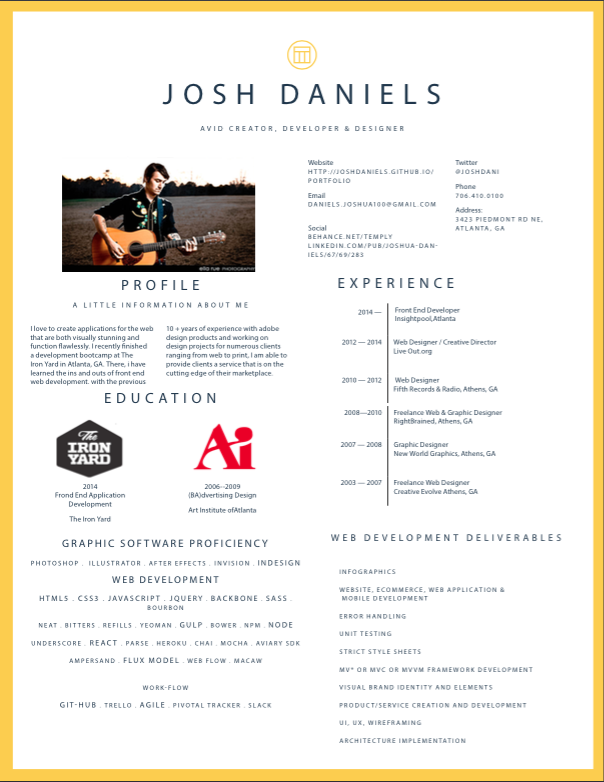 JOSH DANIELS
AVID CREATOR, DEVELOPER & DESIGNER
Website
HTTP://JOSHDANIELS.GITHUB.IO/
PORTFOLIO
Email
DANIELS.JOSHUA100@GMAIL.COM
Social
BEHANCE.NET/TEMPLY
LINKEDIN.COM/PUB/JOSHUA-DAN-
IELS/67/69/283
Twitter
@JOSHDANI
Phone
706.410.0100
Address:
3423 PIEDMONT RD NE,
ATLANTA, GA
ella rue PHOTOGRAPHY
PROFILE
A LITTLE INFORMATION ABOUT ME
I love to create applications for the web
that are both visually stunning and
function flawlessly. I recently finished
a development bootcamp at The
Iron Yard in Atlanta, GA. There, i have
learned the ins and outs of front end
web development. with the previous
10 + years of experience with adobe
design products and working on
design projects for numerous clients
ranging from web to print, I am able to
provide clients a service that is on the
cutting edge of their marketplace.
EDUCATION
The
IRON
YARD
2014
Frond End Application
Development
The Iron Yard
Ai
2006--2009
(BA)dvertising Design
Art Institute ofAtlanta
GRAPHIC SOFTWARE PROFICIENCY
PHOTOSHOP . ILLUSTRATOR . AFTER EFFECTS . INVISION . INDESIGN
WEB DEVELOPMENT
HTML5 . CSS3 . JAVASCRIPT . JQUERY . BACKBONE . SASS .
BOURBON
NEAT . BITTERS . REFILLS . YEOMAN . GULP . BOWER . NPM . NODE
UNDERSCORE . REACT . PARSE . HEROKU . CHAI . MOCHA . AVIARY SDK
AMPERSAND . FLUX MODEL . WEB FLOW . MACAW
WORK-FLOW
GIT-HUB . TRELLO . AGILE . PIVOTAL TRACKER . SLACK
EXPERIENCE
2014 — Front End Developer
Insightpool,Atlanta
2012 — 2014 Web Designer / Creative Director
Live Out.org
2010 — 2012 Web Designer
Fifth Records & Radio, Athens, GA
2008—2010 Freelance Web & Graphic Designer
RightBrained, Athens, GA
2007 — 2008 Graphic Designer
New World Graphics, Athens, GA
2003 — 2007 Freelance Web Designer
Creative Evolve Athens, GA
WEB DEVELOPMENT DELIVERABLES
INFOGRAPHICS
WEBSITE, ECOMMERCE, WEB APPLICATION &
MOBILE DEVELOPMENT
ERROR HANDLING
UNIT TESTING
STRICT STYLE SHEETS
MV* OR MVC OR MVVM FRAMEWORK DEVELOPMENT
VISUAL BRAND IDENTITY AND ELEMENTS
PRODUCT/SERVICE CREATION AND DEVELOPMENT
UI, UX, WIREFRAMING
ARCHITECTURE IMPLEMENTATION